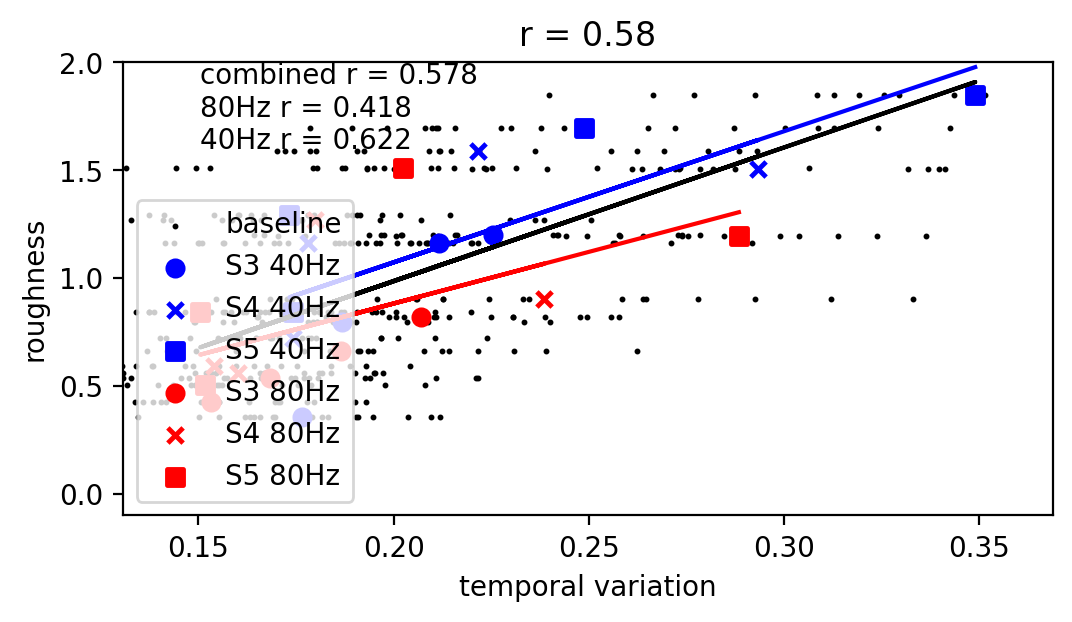 r = 0.58
combined r = 0.578
80Hz r = 0.418
40Hz r = 0.622
roughness
2.0
1.5
1.0
0.5
0.0
baseline
S3 40Hz
S4 40Hz
S5 40Hz
S3 80Hz
S4 80Hz
S5 80Hz
0.15 0.20 0.25 0.30 0.35
temporal variation